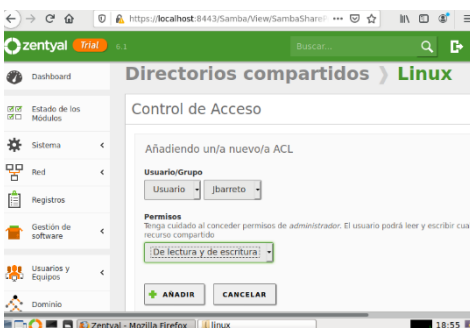 https://localhost:8443/Samba/View/SambaShare
zentyal Trial 6.1 Buscar...
Dashboard
Estado de los
Módulos
Sistema
Red
Registros
Gestión de
software
Usuarios y
Equipos
Dominio
Directorios compartidos Linux
Control de Acceso
Añadiendo un/a nuevo/a ACL
Usuario/Grupo
Usuario Jbarreto
Permisos
Tenga cuidado al conceder permisos de administrador. El usuario podrá leer y escribir cua
recurso compartido
De lectura y de escritura
AÑADIR CANCELAR
Zentyal - Mozilla Firefox linux 18:55